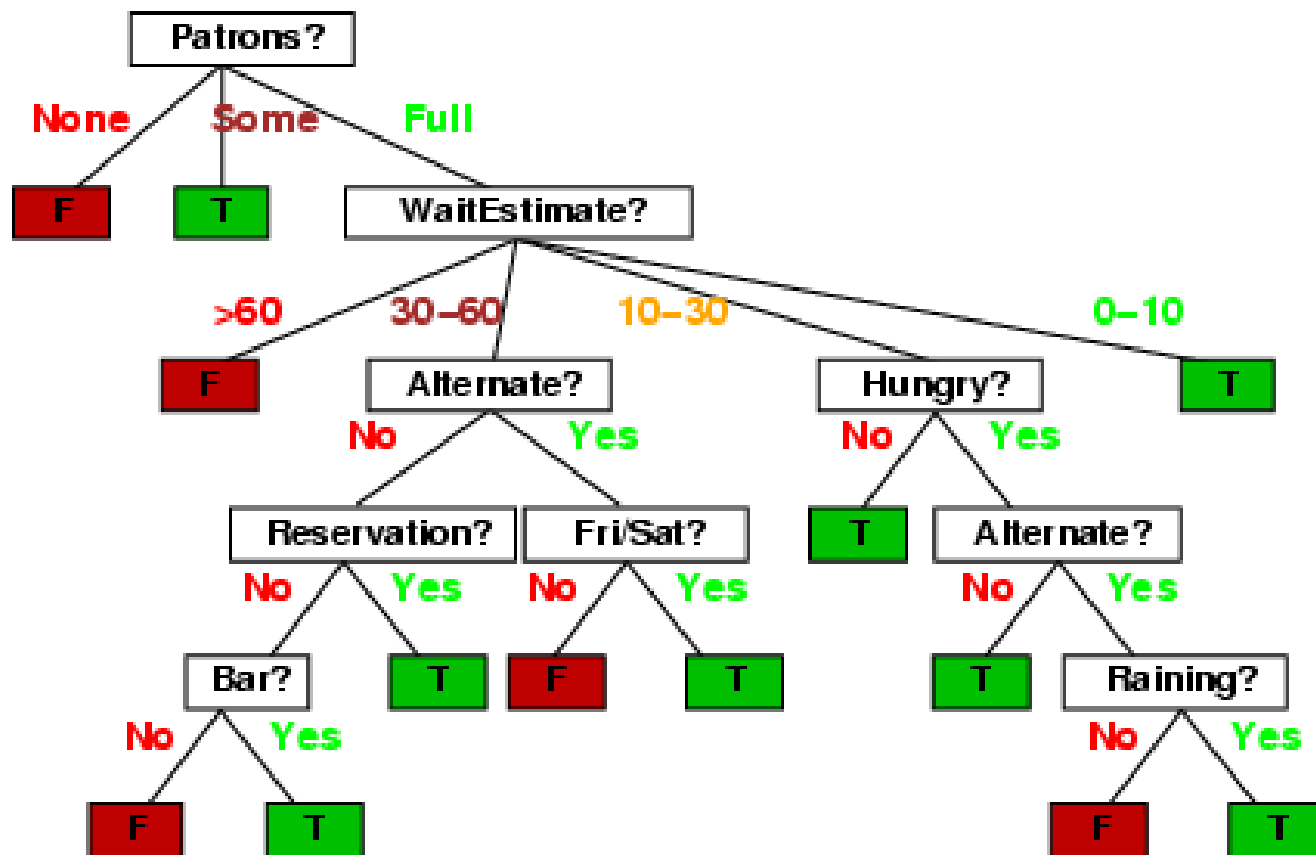 Patrons?
None Some Full
F T WaitEstimate?
>60 30–60 10–30 0–10
F Alternate? Hungry? T
No Yes No Yes
Reservation? Fri/Sat? T Alternate?
No Yes No Yes No Yes
Bar? T F T T Raining?
No Yes No Yes
F T F T